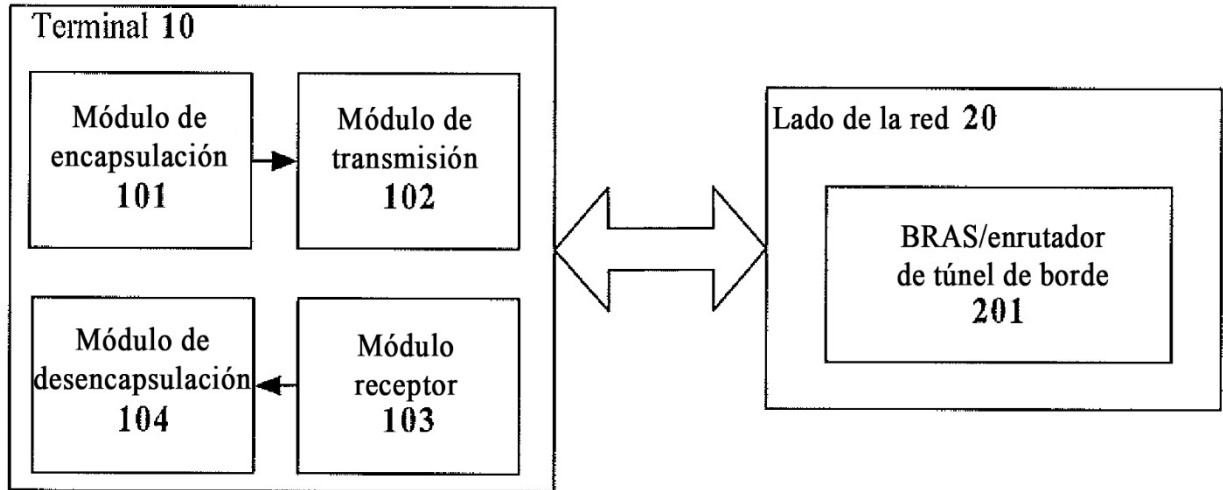 Terminal 10
Módulo de
encapsulación
101
Módulo de
transmisión
102
Módulo de
desencapsulación
104
Módulo
receptor
103
Lado de la red 20
BRAS/enrutador
de túnel de borde
201